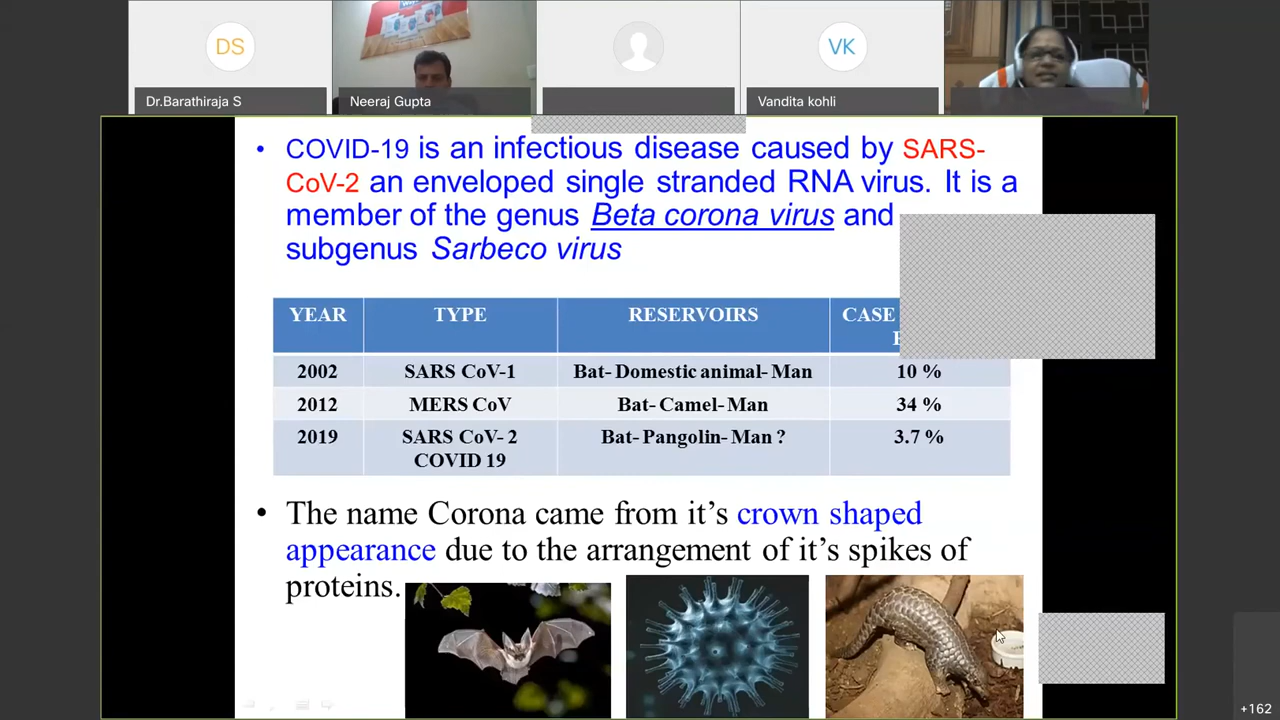 DS
VK
Dr.Barathiraja S
Neeraj Gupta
Vandita kohli
• COVID-19 is an infectious disease caused by SARS-
CoV-2 an enveloped single stranded RNA virus. It is a
member of the genus Beta corona virus and
subgenus Sarbeco virus
YEAR TYPE RESERVOIRS CASE
2002 SARS CoV-1 Bat- Domestic animal- Man 10 %
2012 MERS CoV Bat- Camel-Man 34 %
2019 SARS CoV- 2 Bat- Pangolin- Man ? 3.7 %
COVID 19
• The name Corona came from it’s crown shaped
appearance due to the arrangement of it’s spikes of
proteins.
+162